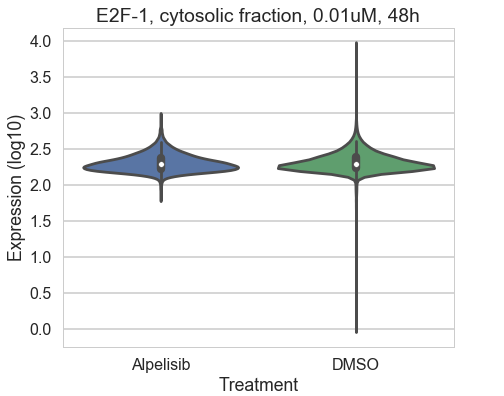 E2F-1, cytosolic fraction, 0.01uM, 48h
Expression (log10)
4.0
3.5
3.0
2.5
2.0
1.5
1.0
0.5
0.0
Alpelisib
DMSO
Treatment